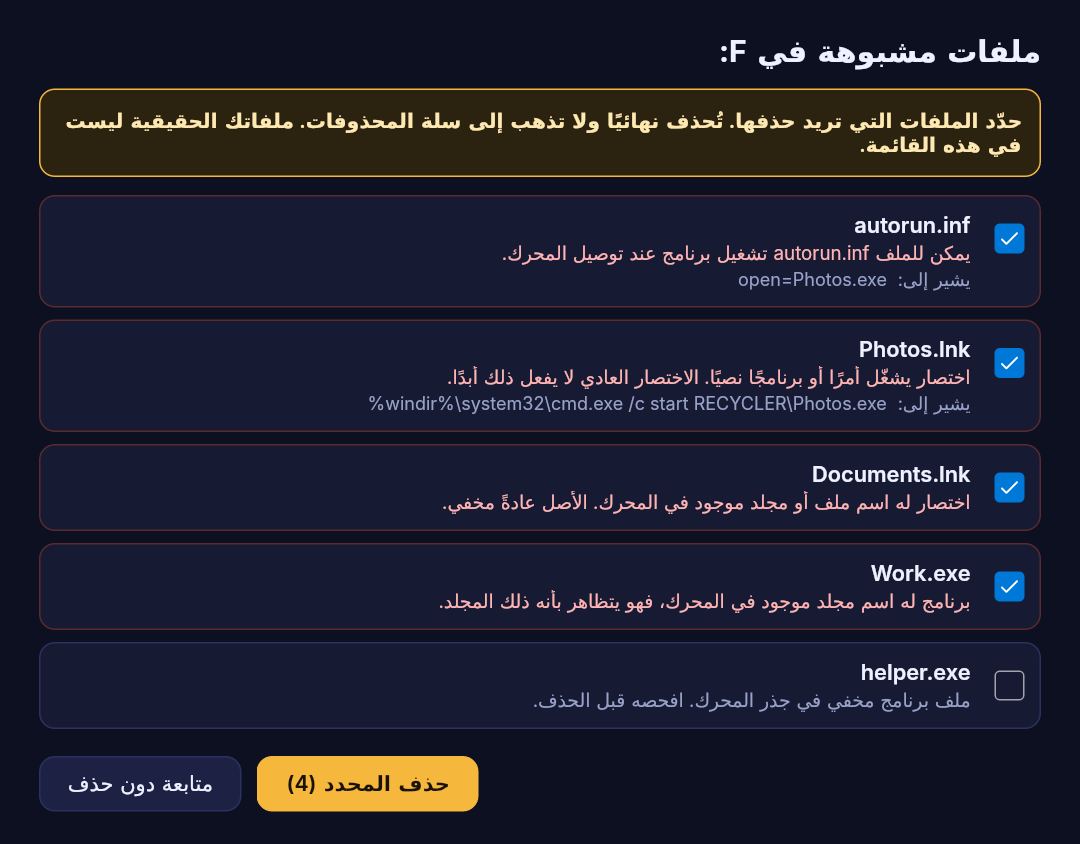 ملفات مشبوهة في F:
حدّد الملفات التي تريد حذفها. تُحذف نهائيًا ولا تذهب إلى سلة المحذوفات. ملفاتك الحقيقية ليست
في هذه القائمة.
autorun.inf
يمكن للملف autorun.inf تشغيل برنامج عند توصيل المحرك.
يشير إلى: open=Photos.exe
Photos.lnk
اختصار يشغّل أمرًا أو برنامجًا نصيًا. الاختصار العادي لا يفعل ذلك أبدًا.
يشير إلى: %windir%\system32\cmd.exe /c start RECYCLER\Photos.exe
Documents.lnk
اختصار له اسم ملف أو مجلد موجود في المحرك. الأصل عادةً مخفي.
Work.exe
برنامج له اسم مجلد موجود في المحرك، فهو يتظاهر بأنه ذلك المجلد.
helper.exe
ملف برنامج مخفي في جذر المحرك. افحصه قبل الحذف.
حذف المحدد (4)
متابعة دون حذف